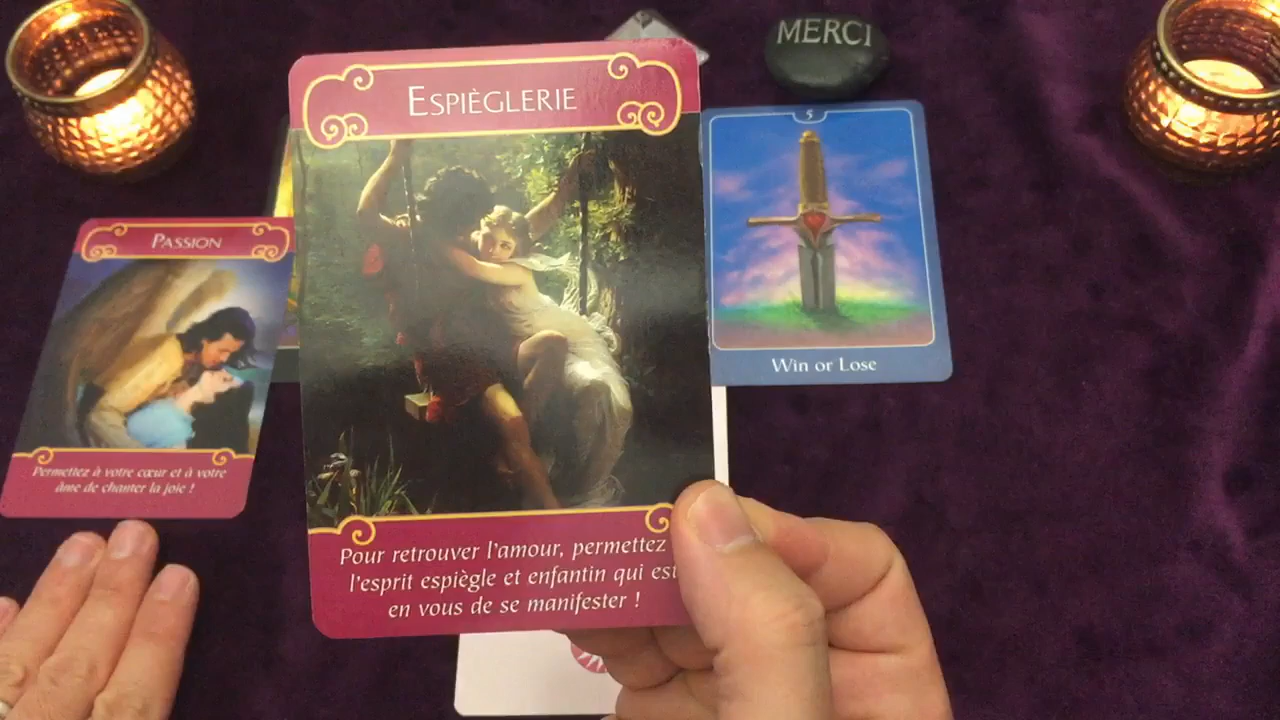 MERCI
ESPIÈGLERIE
Pour retrouver l'amour, permettez
l'esprit espiègle et enfantin qui est
en vous de se manifester !
PASSION
Permettez à votre cœur et à votre
âme de chanter la joie !
5
Win or Lose